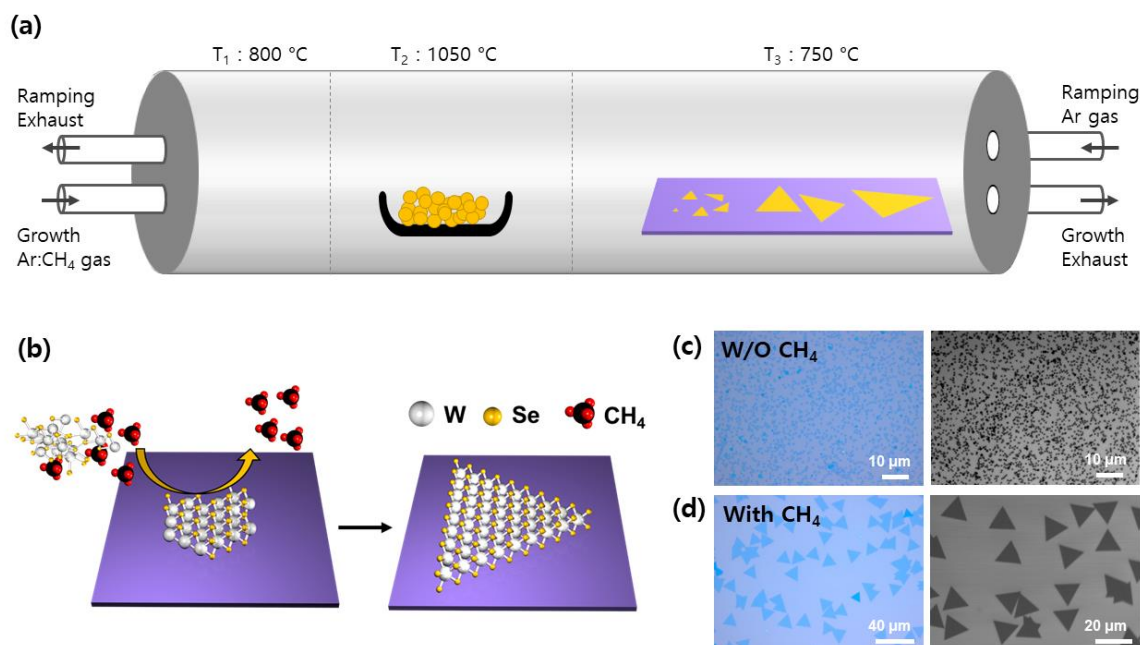 (a)
T₁ : 800 °C
T₂ : 1050 °C
T₃ : 750 °C
Ramping
Exhaust
Growth
Ar:CH₄ gas
Ramping
Ar gas
Growth
Exhaust
(b)
W
Se
CH₄
(c)
W/O CH₄
10 μm
10 μm
(d)
With CH₄
40 μm
20 μm